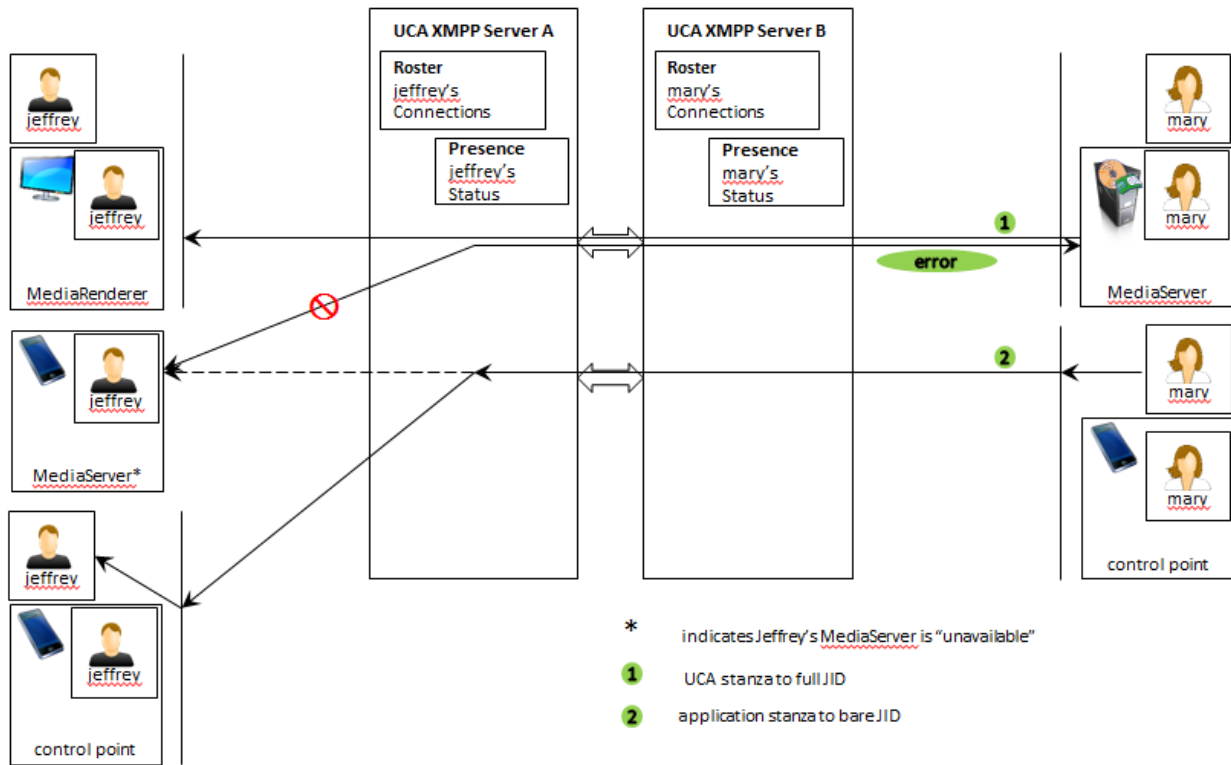 UCA XMPP Server A
Roster
jeffrey's
Connections
Presence
jeffrey's
Status
UCA XMPP Server B
Roster
mary's
Connections
Presence
mary's
Status
jeffrey
jeffrey
MediaRenderer
jeffrey
MediaServer*
jeffrey
jeffrey
control point
1
error
2
mary
mary
MediaServer
mary
mary
control point
* indicates Jeffrey's MediaServer is “unavailable”
1 UCA stanza to full JID
2 application stanza to bare JID